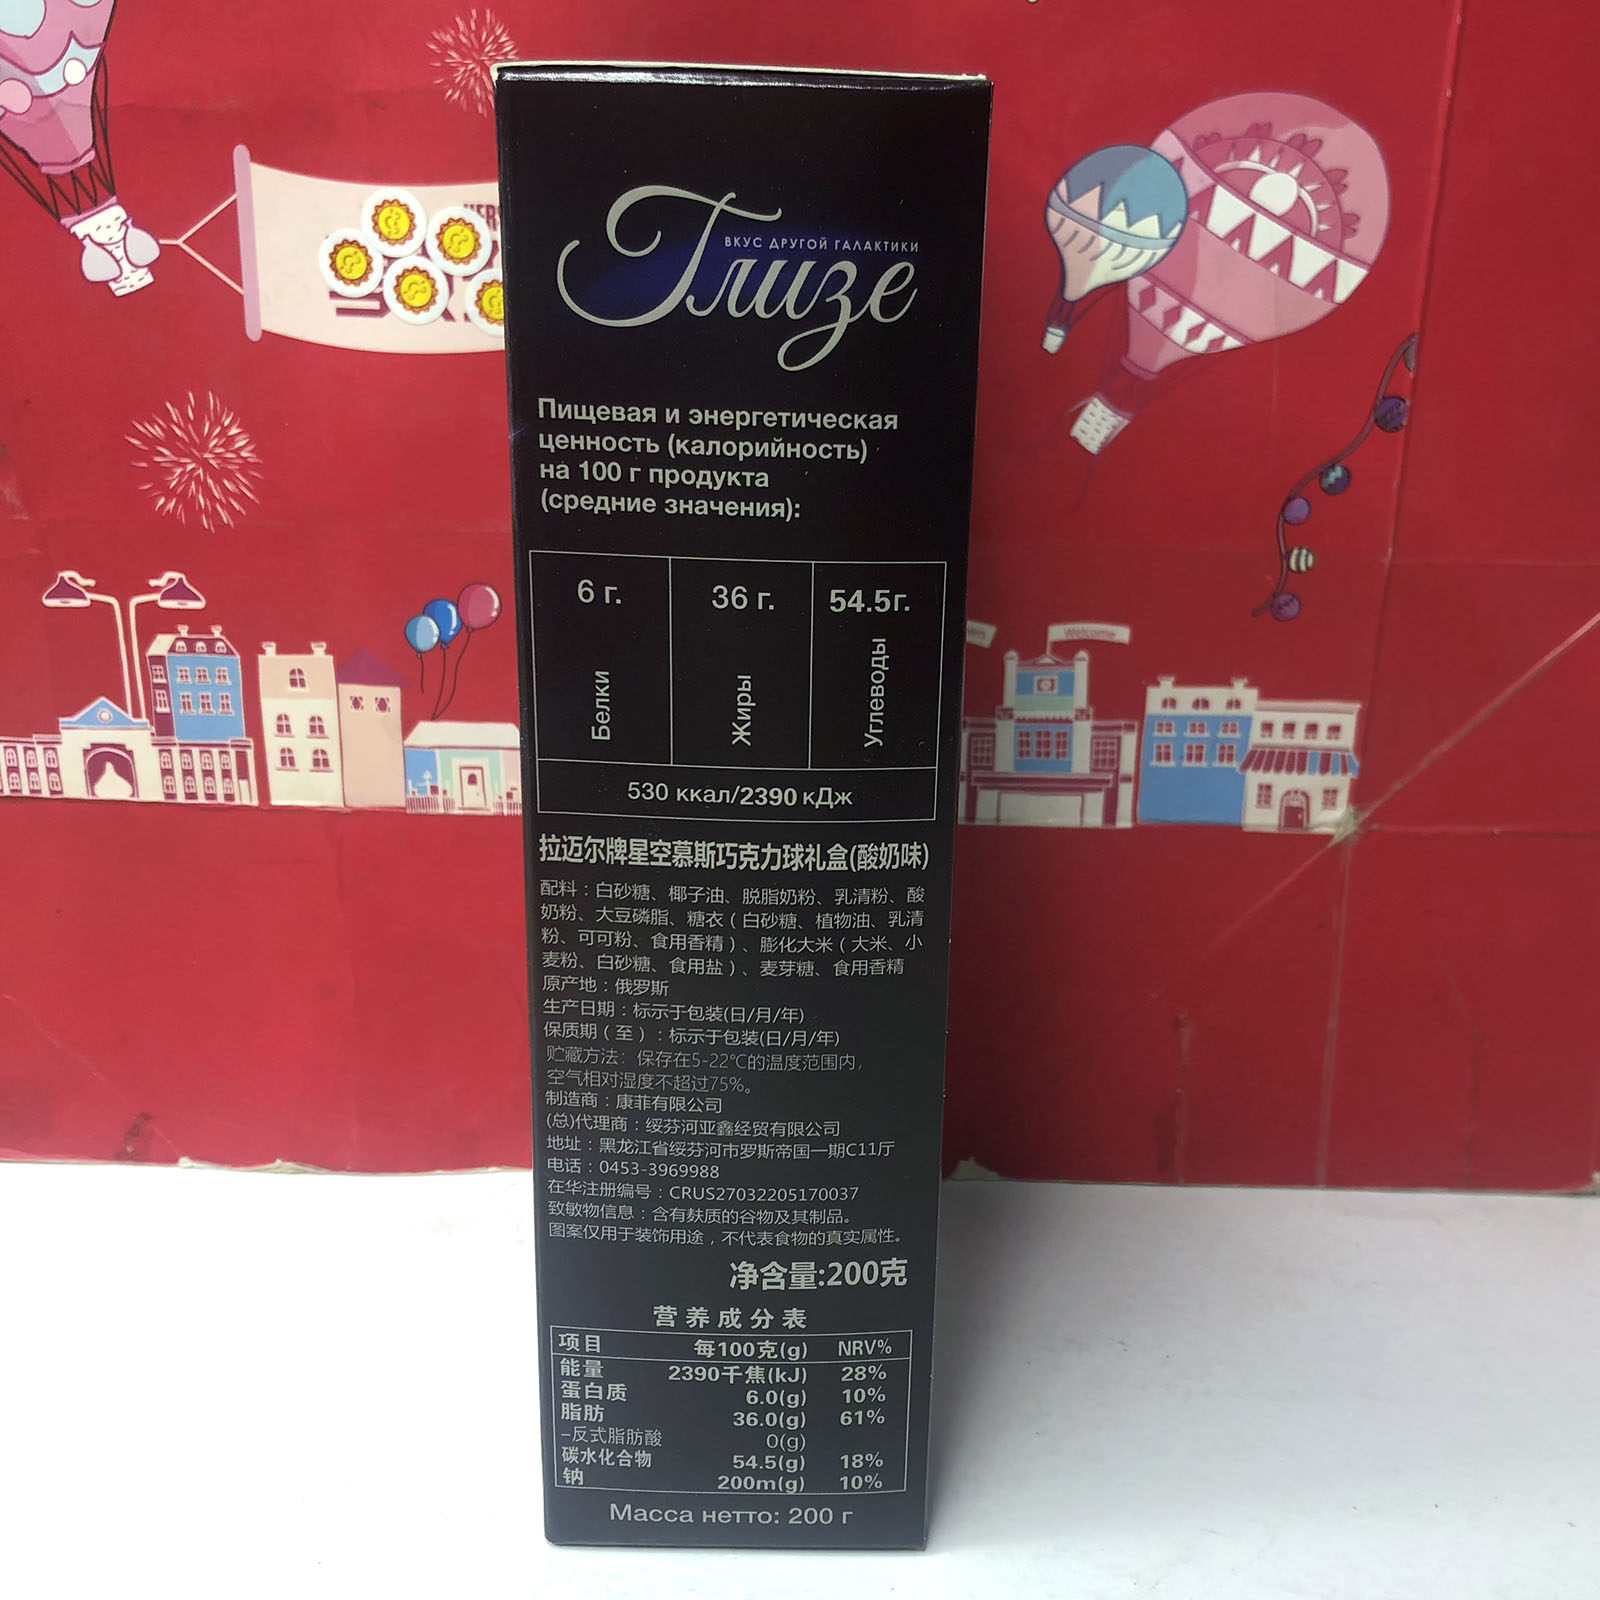 ВКУС ДРУГОЙ ГАЛАКТИКИ
Глизе
Пищевая и энергетическая
ценность (калорийность)
на 100 г продукта
(средние значения):
6 г. 36 г. 54.5г.
Белки Жиры Углеводы
530 ккал/2390 кДж
拉迈尔牌星空慕斯巧克力球礼盒(酸奶味)
配料：白砂糖、椰子油、脱脂奶粉、乳清粉、酸
奶粉、大豆磷脂、糖衣（白砂糖、植物油、乳清
粉、可可粉、食用香精）、膨化大米（大米、小
麦粉、白砂糖、食用盐）、麦芽糖、食用香精
原产地：俄罗斯
生产日期：标示于包装(日/月/年)
保质期（至）：标示于包装(日/月/年)
贮藏方法：保存在5-22℃的温度范围内,
空气相对湿度不超过75%。
制造商：康菲有限公司
(总)代理商：绥芬河亚鑫经贸有限公司
地址：黑龙江省绥芬河市罗斯帝国一期C11厅
电话：0453-3969988
在华注册编号：CRUS27032205170037
致敏物信息：含有麸质的谷物及其制品。
图案仅用于装饰用途，不代表食物的真实属性。
净含量:200克
营养成分表
项目 每100克(g) NRV%
能量 2390千焦(kJ) 28%
蛋白质 6.0(g) 10%
脂肪 36.0(g) 61%
-反式脂肪酸 0(g)
碳水化合物 54.5(g) 18%
钠 200m(g) 10%
Масса нетто: 200 г
Welcome